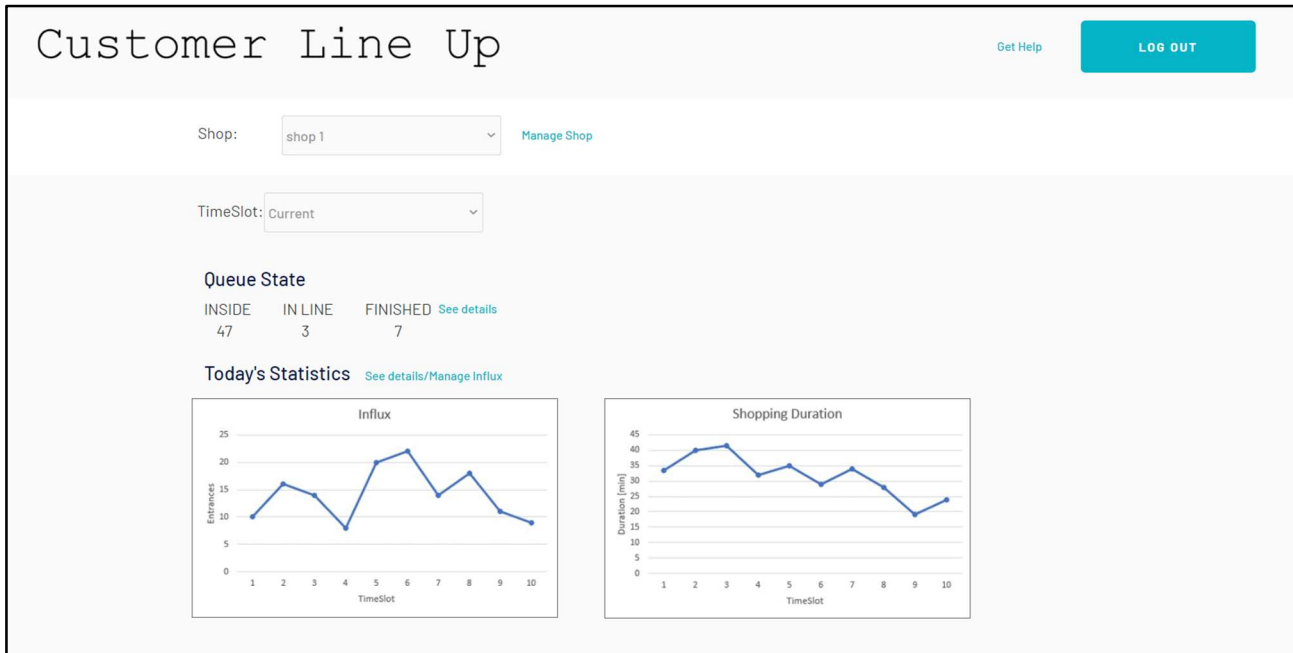 Customer Line Up
Get Help
LOG OUT
Shop:
shop 1
Manage Shop
TimeSlot:
Current
Queue State
INSIDE IN LINE FINISHED See details
47 3 7
Today's Statistics See details/Manage Influx
Influx
25
20
15
10
5
0
Entrances
1 2 3 4 5 6 7 8 9 10
TimeSlot
Shopping Duration
45
40
35
30
25
20
15
10
5
0
Duration [min]
1 2 3 4 5 6 7 8 9 10
TimeSlot